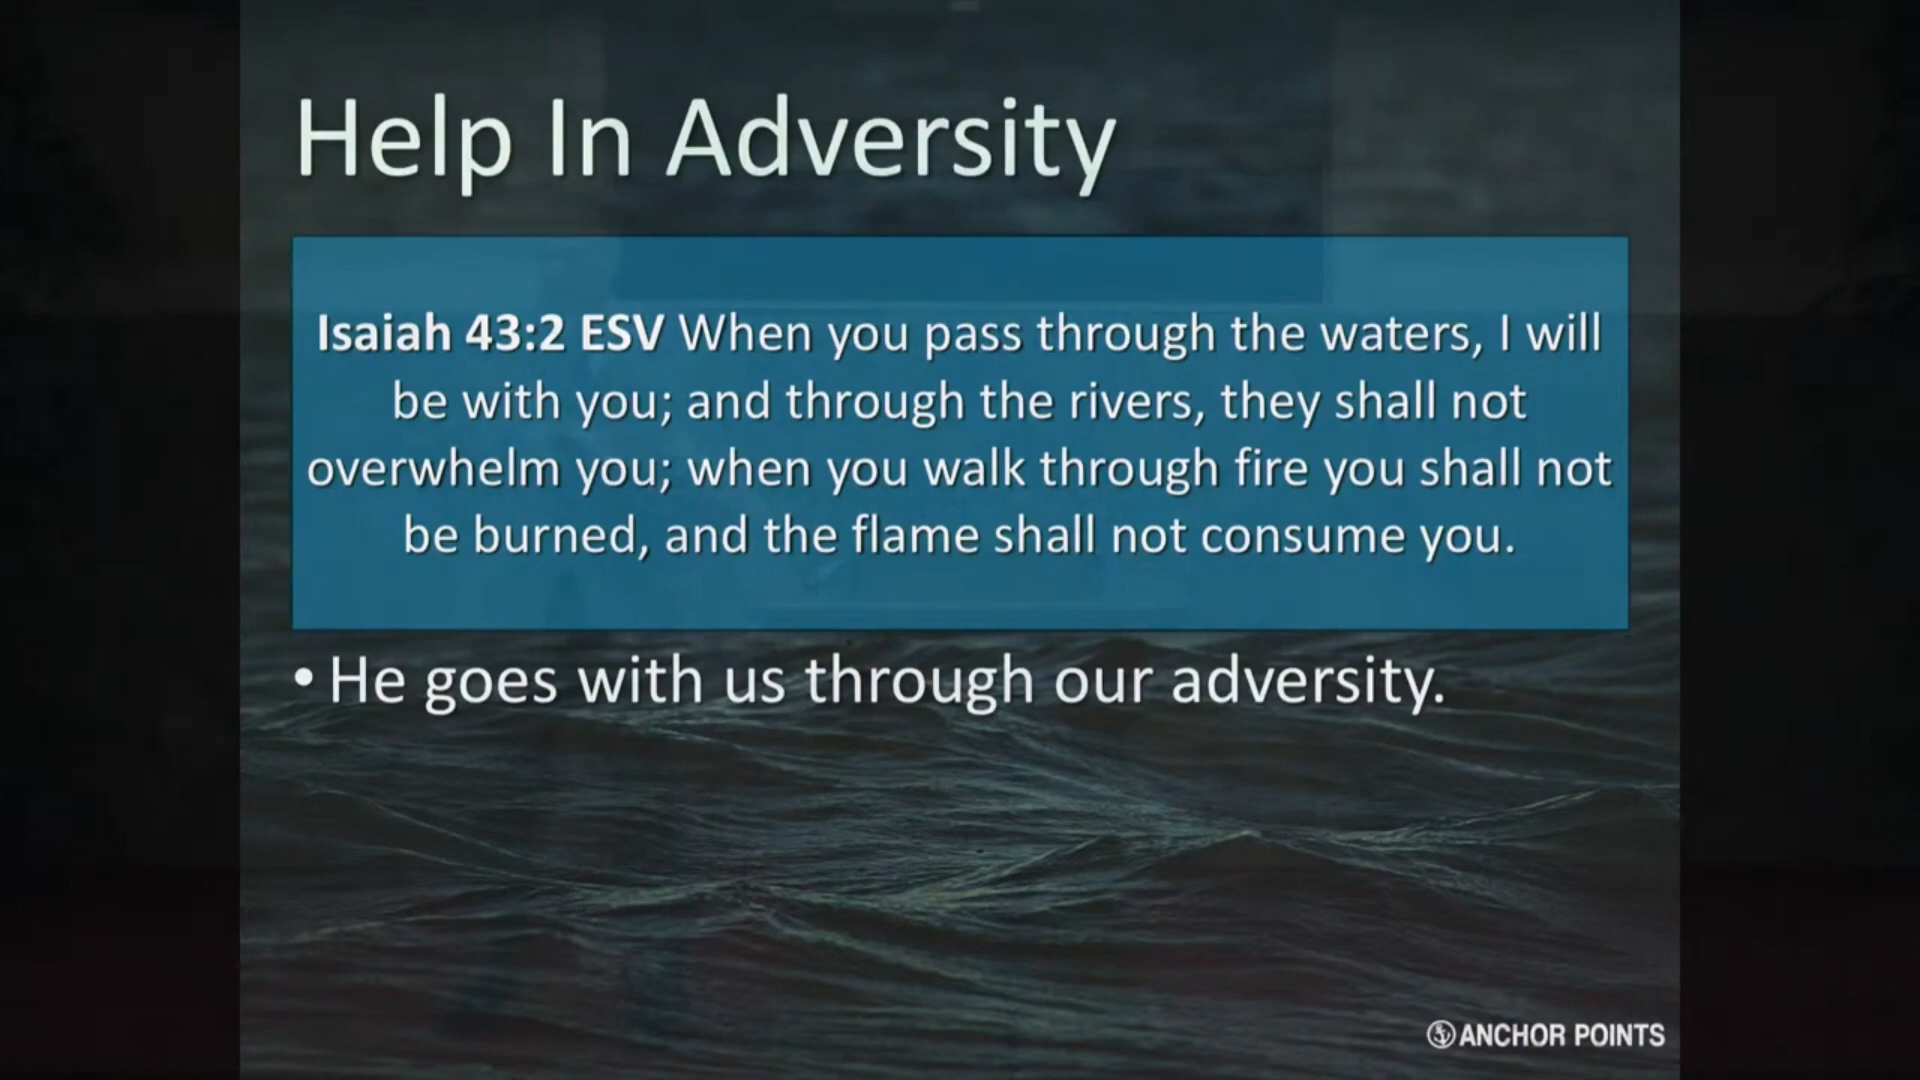 Help In Adversity
Isaiah 43:2 ESV When you pass through the waters, I will
be with you; and through the rivers, they shall not
overwhelm you; when you walk through fire you shall not
be burned, and the flame shall not consume you.
• He goes with us through our adversity.
ANCHOR POINTS